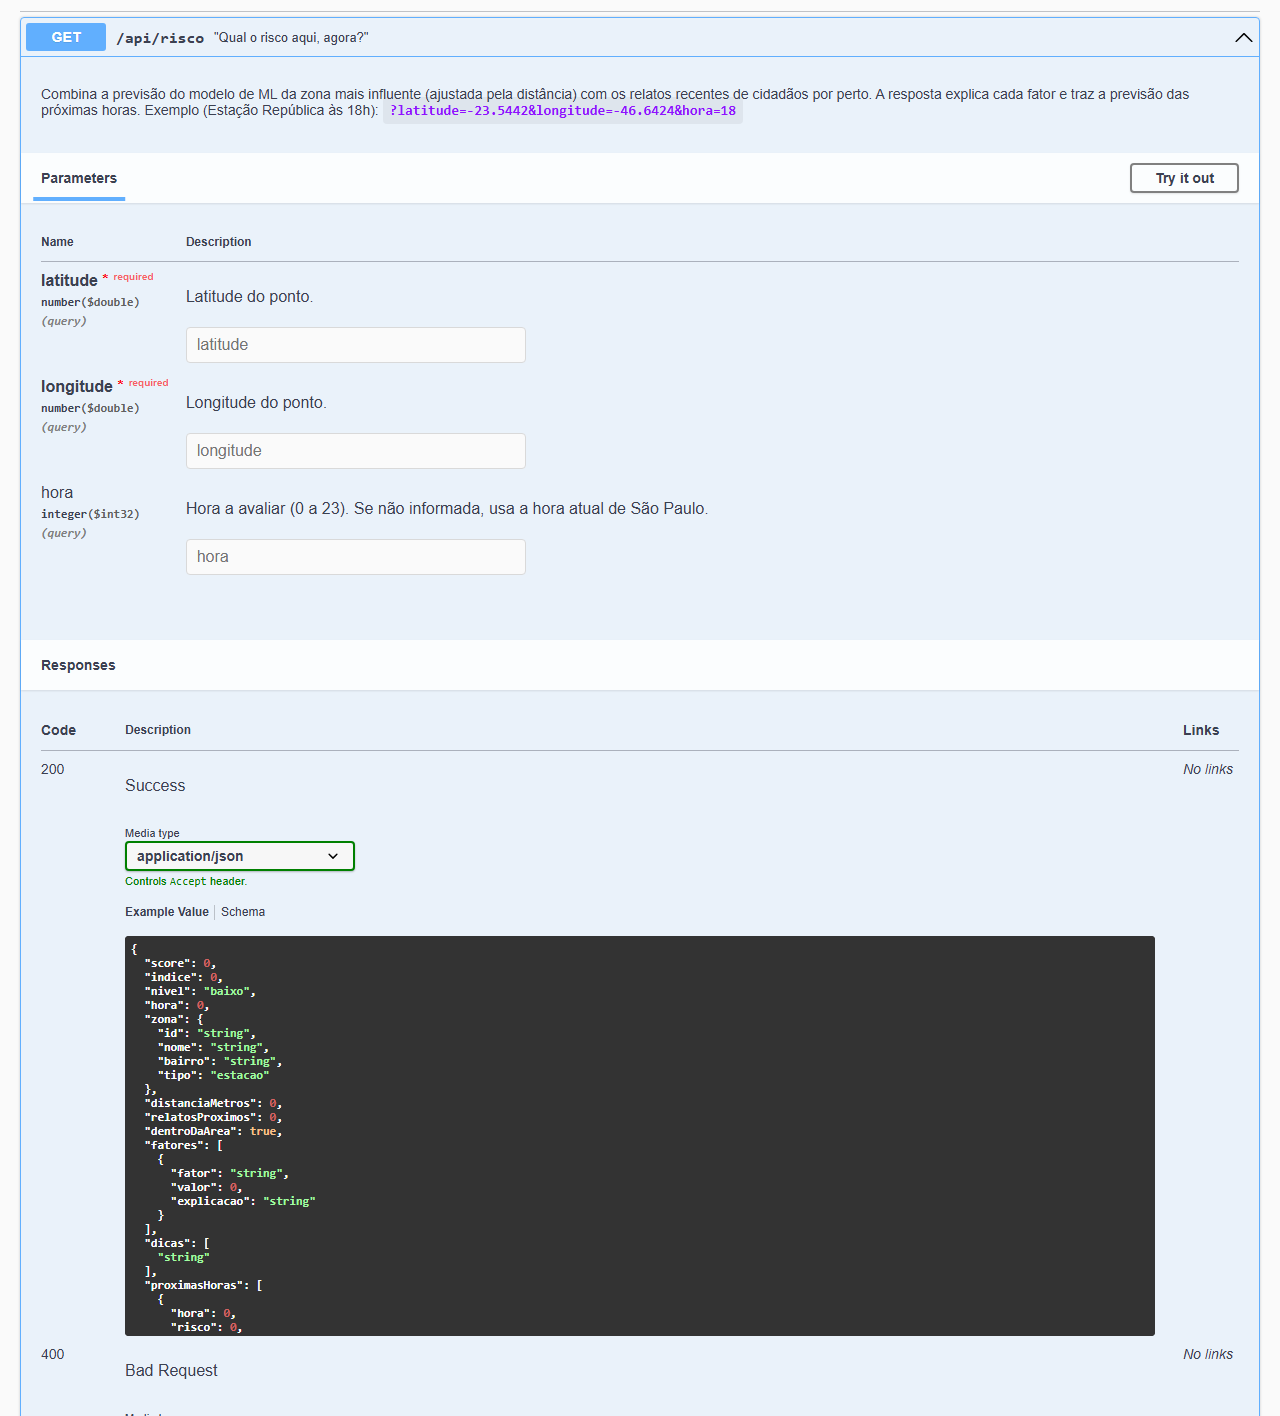 GET /api/risco "Qual o risco aqui, agora?"
Combina a previsão do modelo de ML da zona mais influente (ajustada pela distância) com os relatos recentes de cidadãos por perto. A resposta explica cada fator e traz a previsão das
próximas horas. Exemplo (Estação República às 18h): ?latitude=-23.5442&longitude=-46.6424&hora=18
Parameters
Try it out
Name Description
latitude * required
number($double)
(query)
Latitude do ponto.
latitude
longitude * required
number($double)
(query)
Longitude do ponto.
longitude
hora
integer($int32)
(query)
Hora a avaliar (0 a 23). Se não informada, usa a hora atual de São Paulo.
hora
Responses
Code Description Links
200 Success No links
Media type
application/json
Controls Accept header.
Example Value Schema
{
  "score": 0,
  "indice": 0,
  "nivel": "baixo",
  "hora": 0,
  "zona": {
    "id": "string",
    "nome": "string",
    "bairro": "string",
    "tipo": "estacao"
  },
  "distanciaMetros": 0,
  "relatosProximos": 0,
  "dentroDaArea": true,
  "fatores": [
    {
      "fator": "string",
      "valor": 0,
      "explicacao": "string"
    }
  ],
  "dicas": [
    "string"
  ],
  "proximasHoras": [
    {
      "hora": 0,
      "risco": 0,
400 Bad Request No links